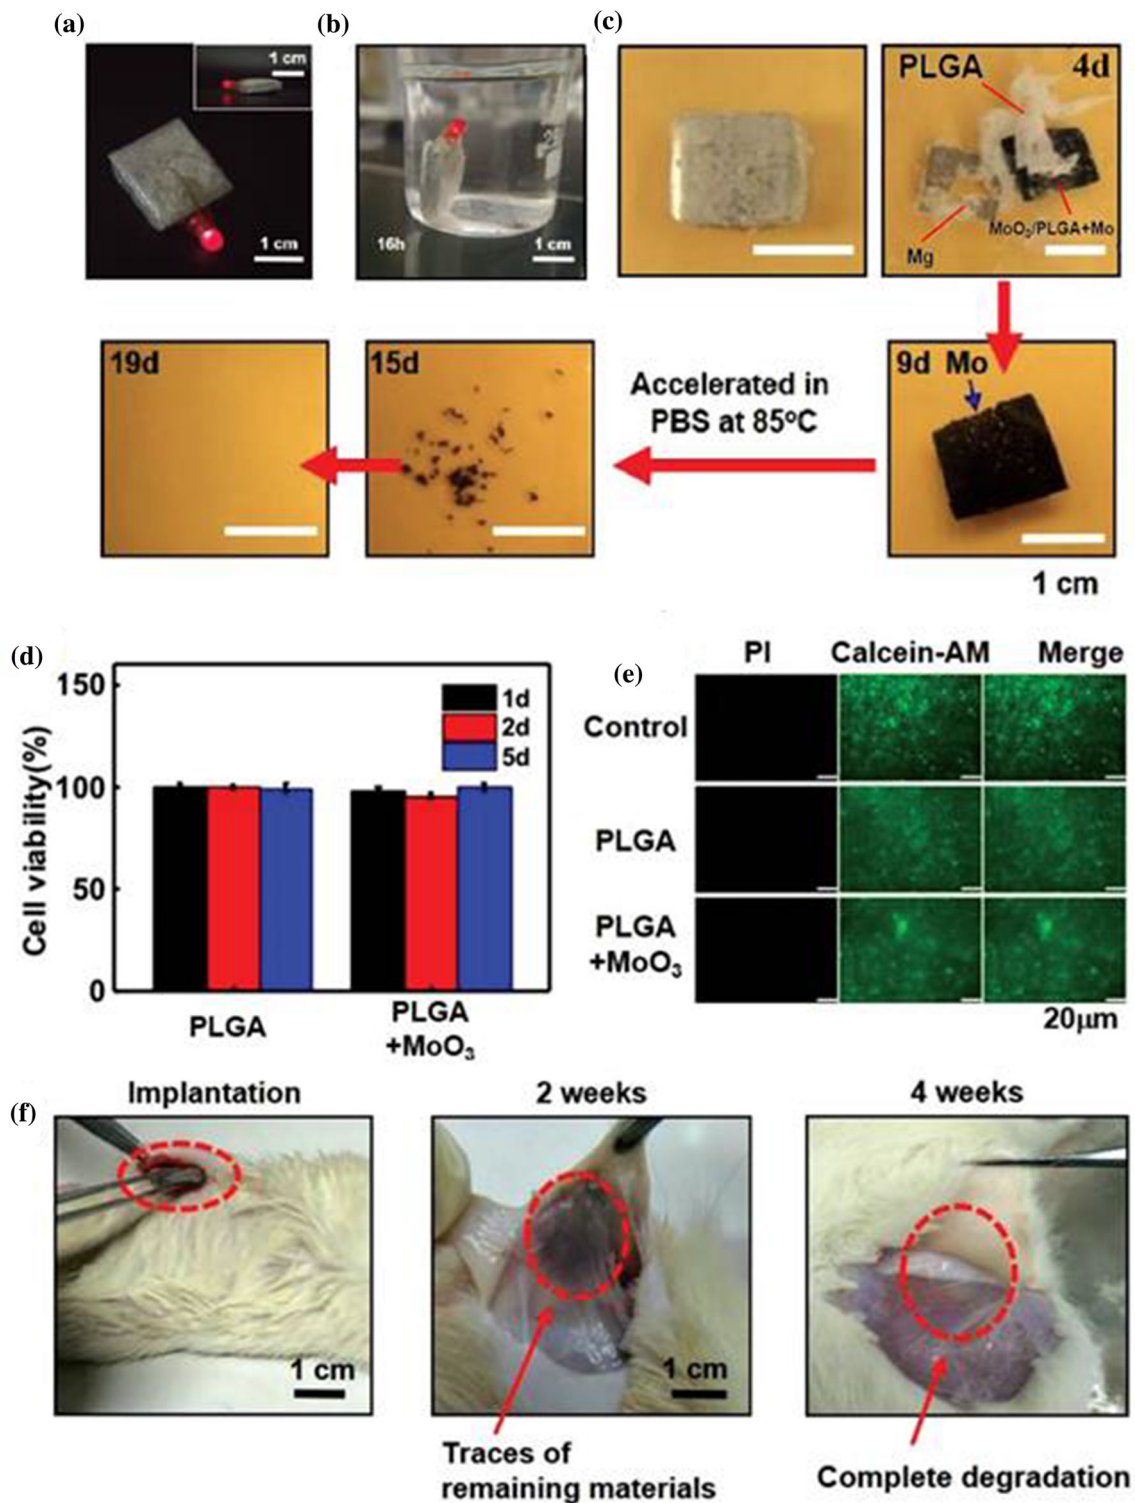 (a)
1 cm
1 cm
(b)
16h
1 cm
(c)
PLGA
4d
MoO₃/PLGA+Mo
Mg
19d
15d
Accelerated in
PBS at 85°C
9d Mo
1 cm
(d)
150
100
50
0
Cell viability(%)
1d
2d
5d
PLGA
PLGA
+MoO₃
(e)
PI
Calcein-AM
Merge
Control
PLGA
PLGA
+MoO₃
20μm
(f)
Implantation
2 weeks
4 weeks
1 cm
1 cm
Traces of
remaining materials
Complete degradation